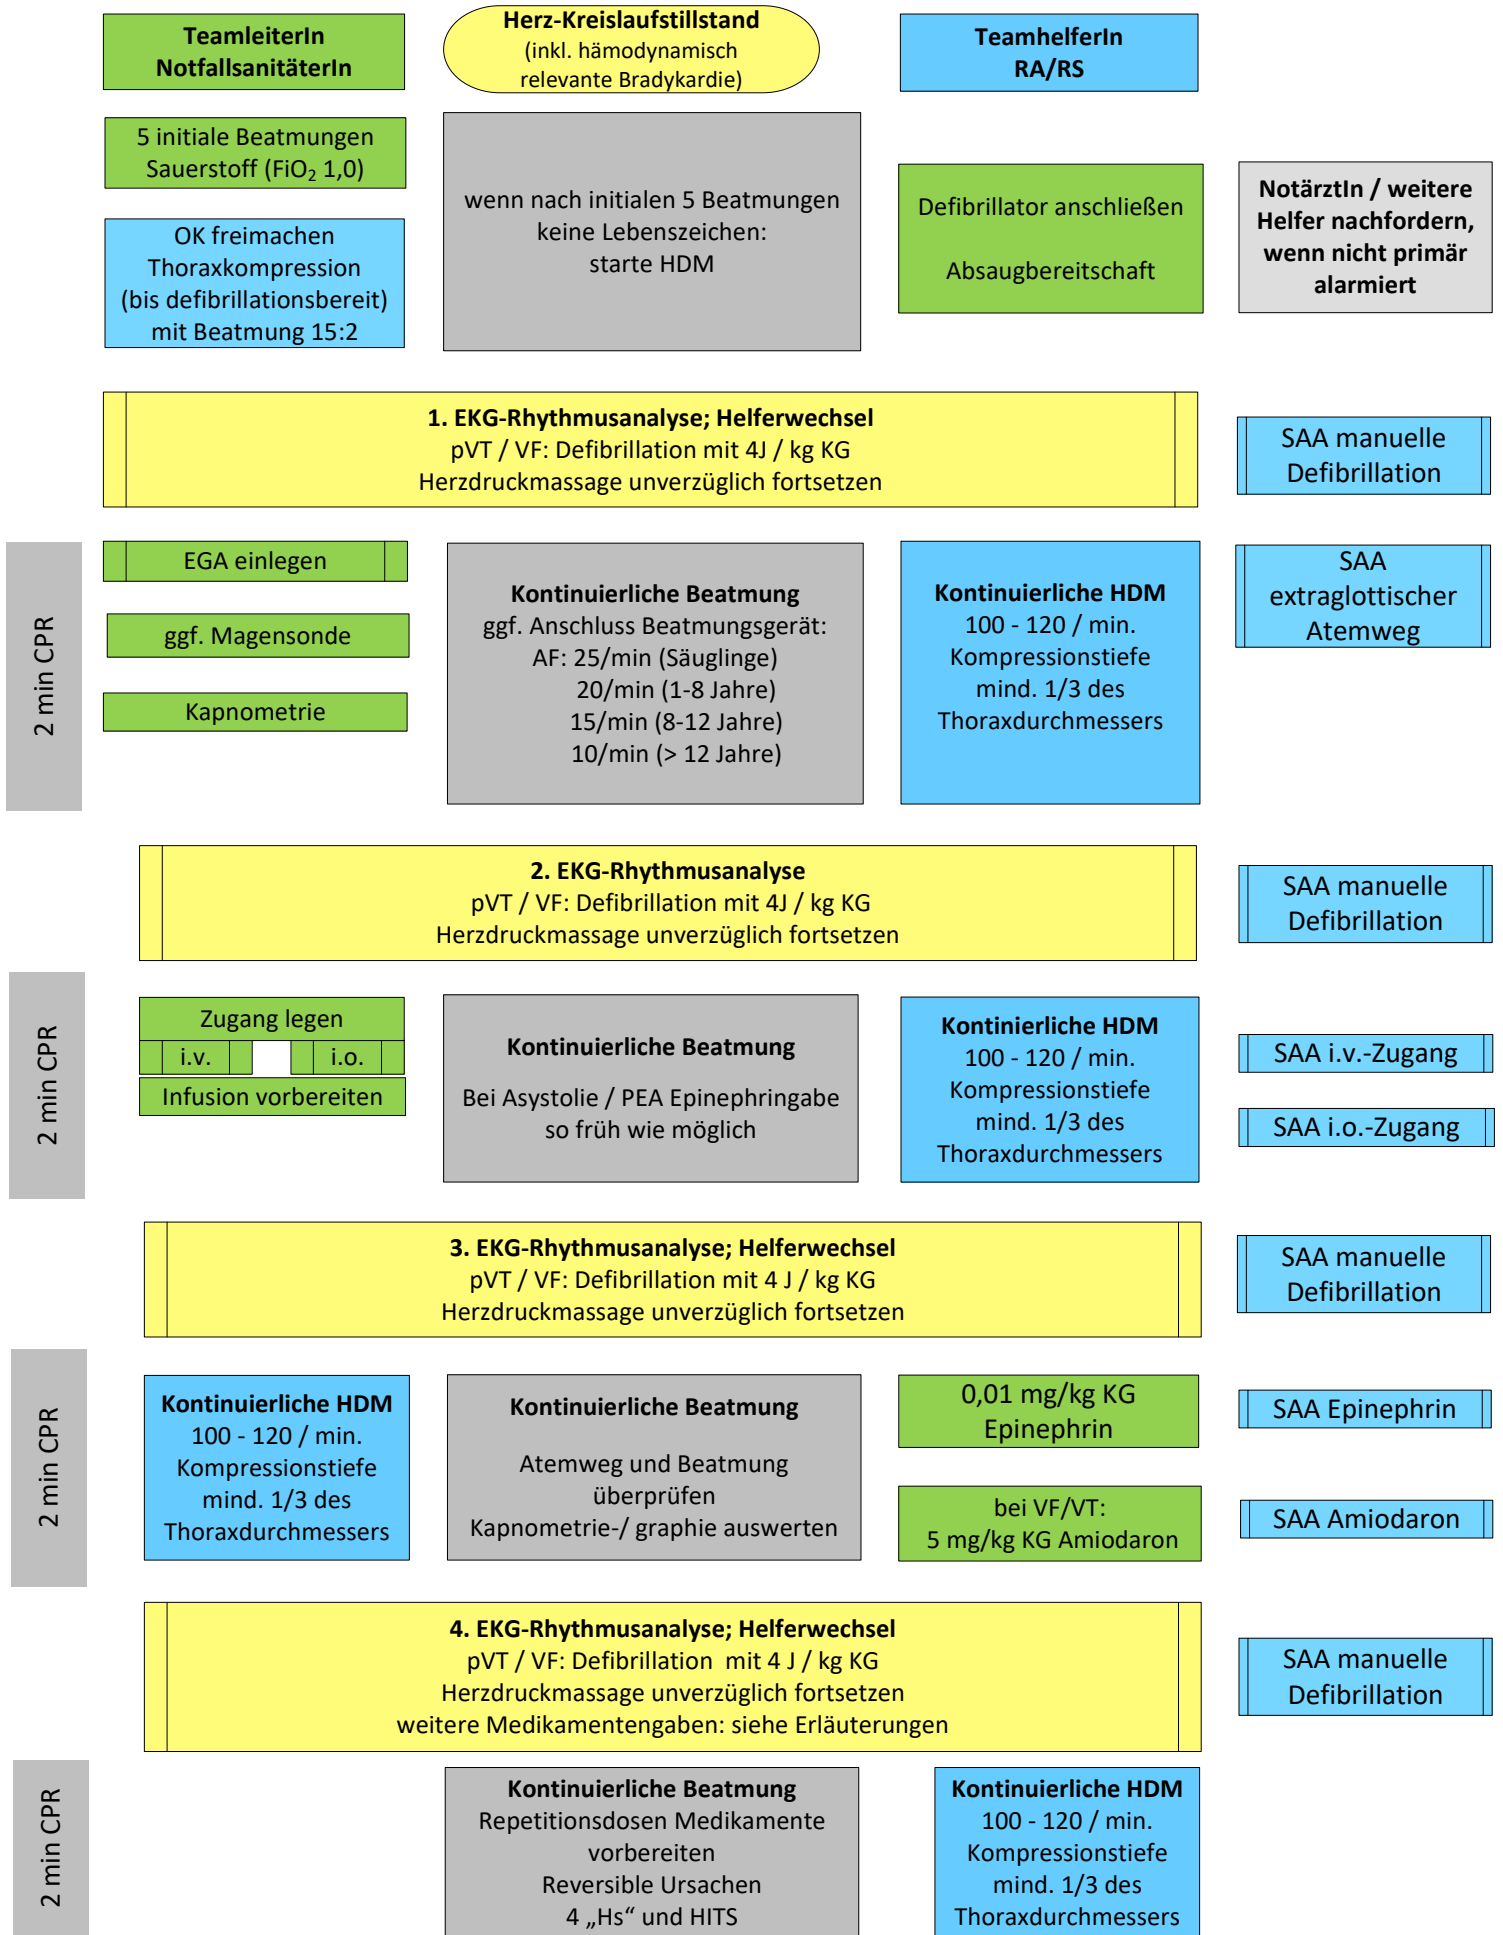 TeamleiterIn
NotfallsanitäterIn
Herz-Kreislaufstillstand
(inkl. hämodynamisch
relevante Bradykardie)
TeamhelferIn
RA/RS
5 initiale Beatmungen
Sauerstoff (FiO₂ 1,0)
OK freimachen
Thoraxkompression
(bis defibrillationsbereit)
mit Beatmung 15:2
wenn nach initialen 5 Beatmungen
keine Lebenszeichen:
starte HDM
Defibrillator anschließen
Absaugbereitschaft
NotärztIn / weitere
Helfer nachfordern,
wenn nicht primär
alarmiert
1. EKG-Rhythmusanalyse; Helferwechsel
pVT / VF: Defibrillation mit 4J / kg KG
Herzdruckmassage unverzüglich fortsetzen
SAA manuelle
Defibrillation
2 min CPR
EGA einlegen
ggf. Magensonde
Kapnometrie
Kontinuierliche Beatmung
ggf. Anschluss Beatmungsgerät:
AF: 25/min (Säuglinge)
20/min (1-8 Jahre)
15/min (8-12 Jahre)
10/min (> 12 Jahre)
Kontinuierliche HDM
100 - 120 / min.
Kompressionstiefe
mind. 1/3 des
Thoraxdurchmessers
SAA
extraglottischer
Atemweg
2. EKG-Rhythmusanalyse
pVT / VF: Defibrillation mit 4J / kg KG
Herzdruckmassage unverzüglich fortsetzen
SAA manuelle
Defibrillation
2 min CPR
Zugang legen
i.v. i.o.
Infusion vorbereiten
Kontinuierliche Beatmung
Bei Asystolie / PEA Epinephringabe
so früh wie möglich
Kontinierliche HDM
100 - 120 / min.
Kompressionstiefe
mind. 1/3 des
Thoraxdurchmessers
SAA i.v.-Zugang
SAA i.o.-Zugang
3. EKG-Rhythmusanalyse; Helferwechsel
pVT / VF: Defibrillation mit 4 J / kg KG
Herzdruckmassage unverzüglich fortsetzen
SAA manuelle
Defibrillation
2 min CPR
Kontinuierliche HDM
100 - 120 / min.
Kompressionstiefe
mind. 1/3 des
Thoraxdurchmessers
Kontinuierliche Beatmung
Atemweg und Beatmung
überprüfen
Kapnometrie-/ graphie auswerten
0,01 mg/kg KG
Epinephrin
bei VF/VT:
5 mg/kg KG Amiodaron
SAA Epinephrin
SAA Amiodaron
4. EKG-Rhythmusanalyse; Helferwechsel
pVT / VF: Defibrillation mit 4 J / kg KG
Herzdruckmassage unverzüglich fortsetzen
weitere Medikamentengaben: siehe Erläuterungen
SAA manuelle
Defibrillation
2 min CPR
Kontinuierliche Beatmung
Repetitionsdosen Medikamente
vorbereiten
Reversible Ursachen
4 „Hs“ und HITS
Kontinuierliche HDM
100 - 120 / min.
Kompressionstiefe
mind. 1/3 des
Thoraxdurchmessers